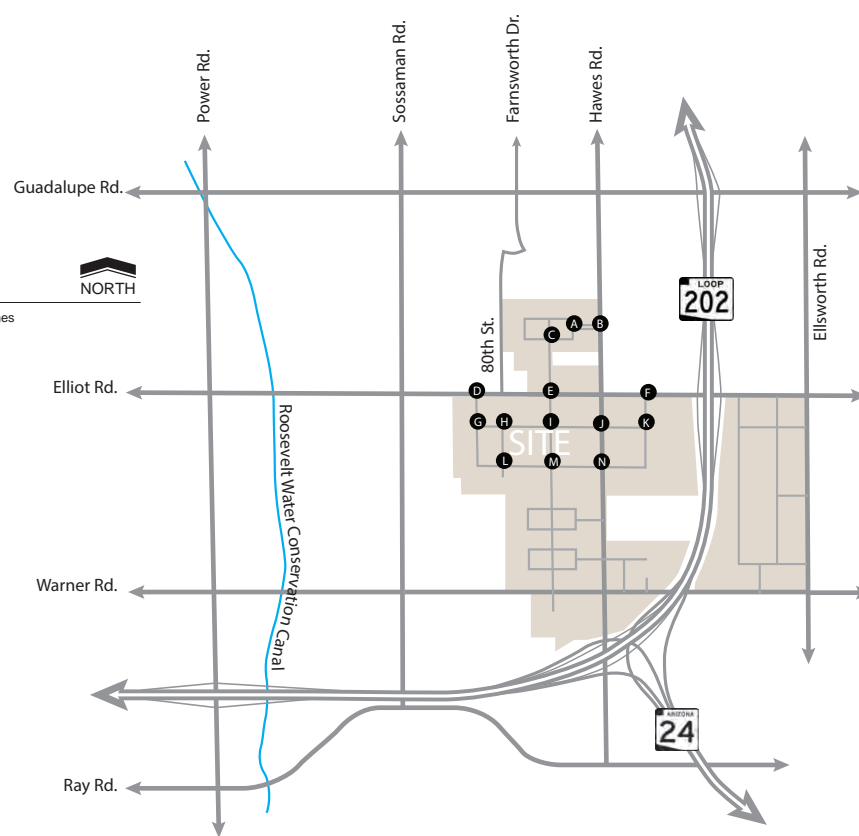 Power Rd.
Sossaman Rd.
Farnsworth Dr.
Hawes Rd.
Guadalupe Rd.
NORTH
LOOP
202
Ellsworth Rd.
A
B
C
80th St.
Elliot Rd.
D
E
F
G
H
I
J
K
SITE
L
M
N
Roosevelt Water Conservation Canal
Warner Rd.
ARIZONA
24
Ray Rd.